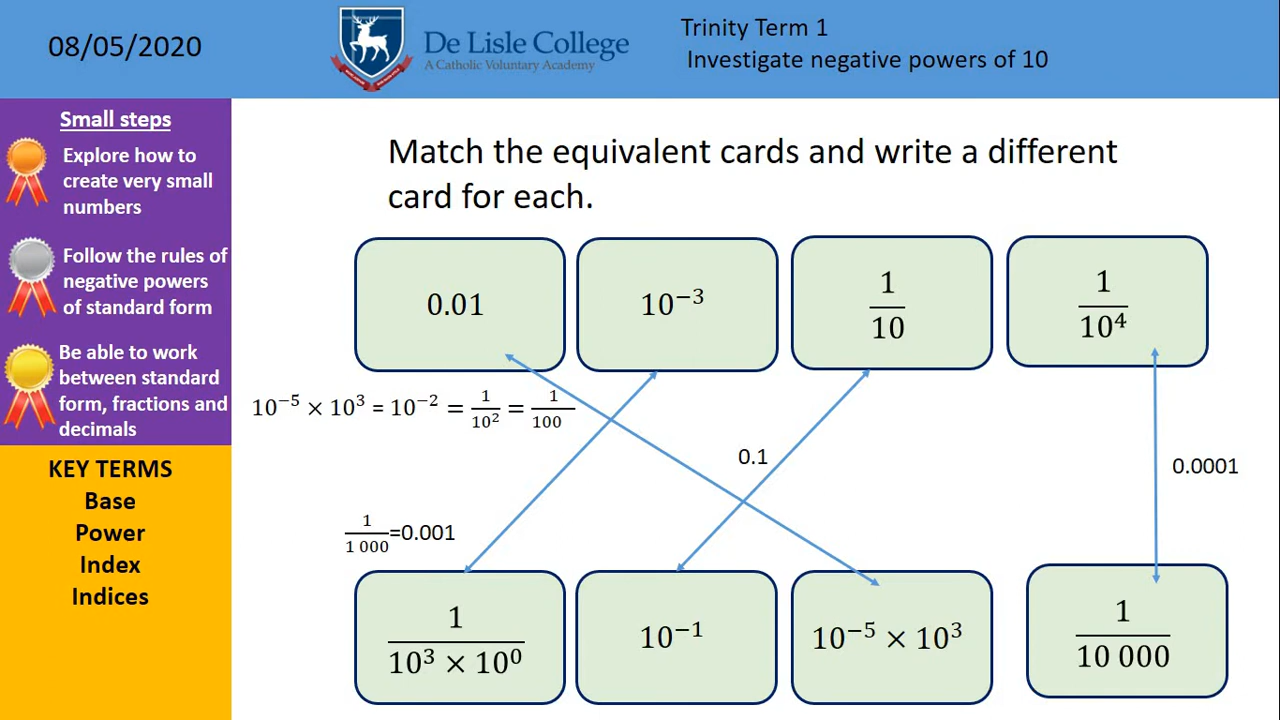 08/05/2020
De Lisle College
A Catholic Voluntary Academy
Trinity Term 1
Investigate negative powers of 10
Small steps
Explore how to
create very small
numbers
Follow the rules of
negative powers
of standard form
Be able to work
between standard
form, fractions and
decimals
KEY TERMS
Base
Power
Index
Indices
Match the equivalent cards and write a different
card for each.
0.01
10⁻³
1/10
1/10⁴
10⁻⁵ × 10³ = 10⁻² = 1/10² = 1/100
0.1
0.0001
1/1 000=0.001
1/(10³ × 10⁰)
10⁻¹
10⁻⁵ × 10³
1/10 000